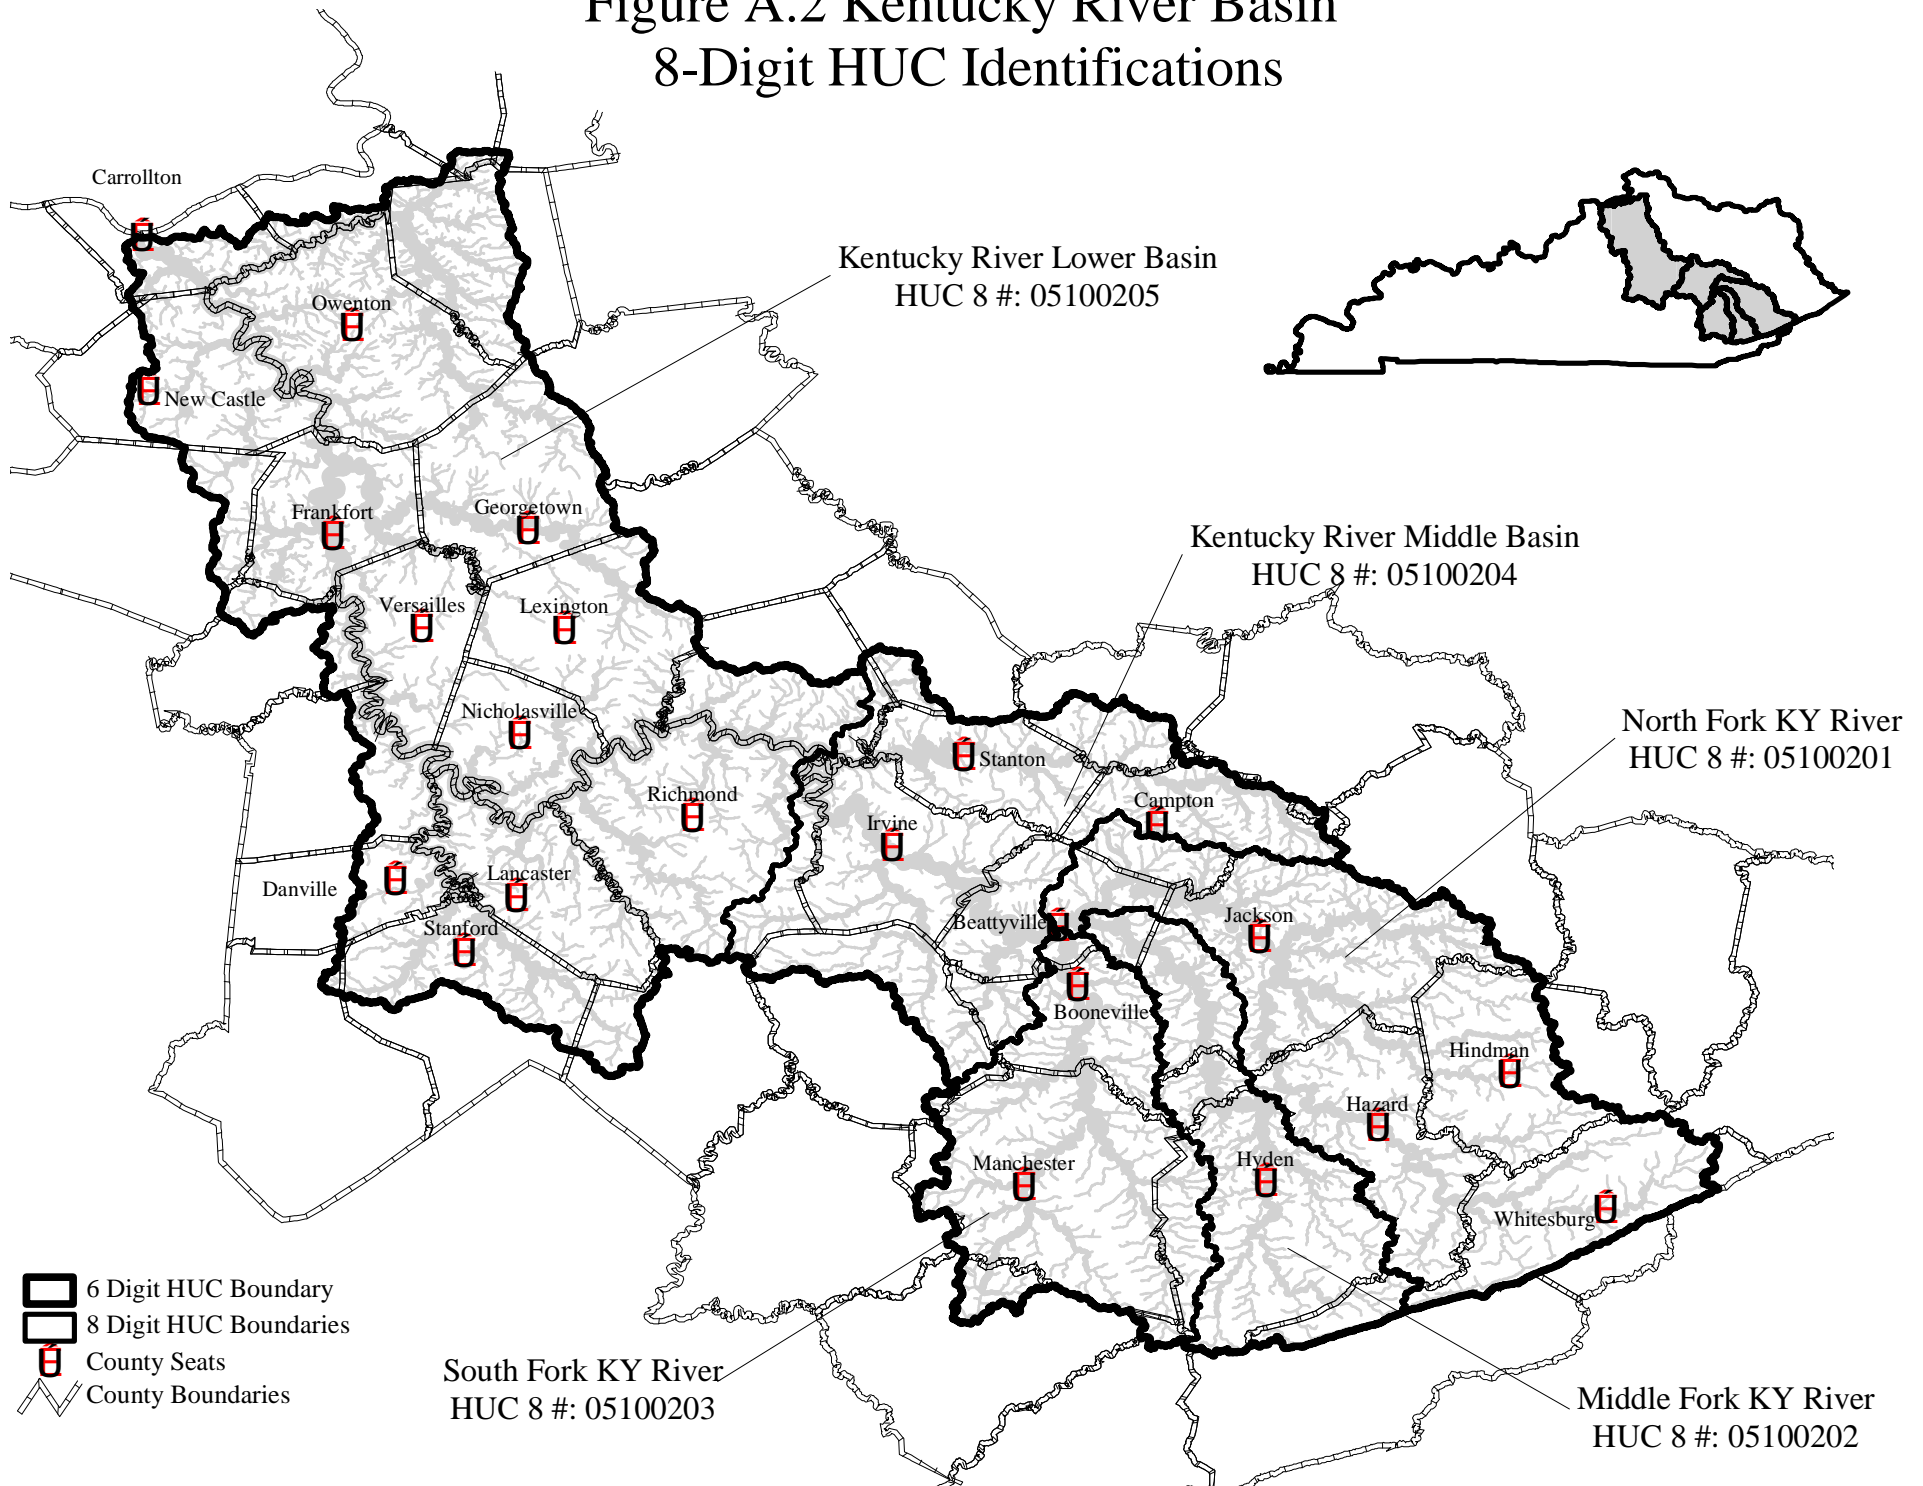 Figure A.2 Kentucky River Basin
8-Digit HUC Identifications
Carrollton
Kentucky River Lower Basin
HUC 8 #: 05100205
Owenton
New Castle
Frankfort
Georgetown
Kentucky River Middle Basin
HUC 8 #: 05100204
Versailles
Lexington
Nicholasville
North Fork KY River
HUC 8 #: 05100201
Stanton
Richmond
Campton
Irvine
Danville
Lancaster
Stanford
Beattyville
Jackson
Booneville
Hindman
Hazard
Manchester
Hyden
Whitesburg
6 Digit HUC Boundary
8 Digit HUC Boundaries
County Seats
County Boundaries
South Fork KY River
HUC 8 #: 05100203
Middle Fork KY River
HUC 8 #: 05100202